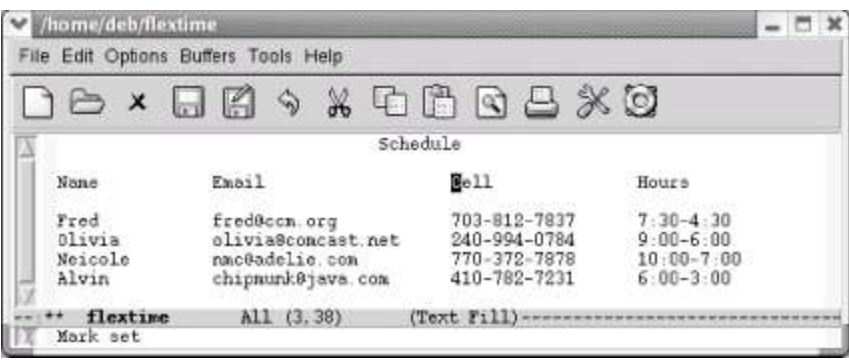 /home/deb/flextime
File Edit Options Buffers Tools Help
Schedule
Name Email Cell Hours
Fred fred@ccm.org 703-812-7837 7:30-4:30
Olivia olivia@comcast.net 240-994-0784 9:00-6:00
Neicole nmc@adelie.com 770-372-7878 10:00-7:00
Alvin chipmunk@java.com 410-782-7231 6:00-3:00
--:** flextime All (3,38) (Text Fill)------------------------------
Mark set